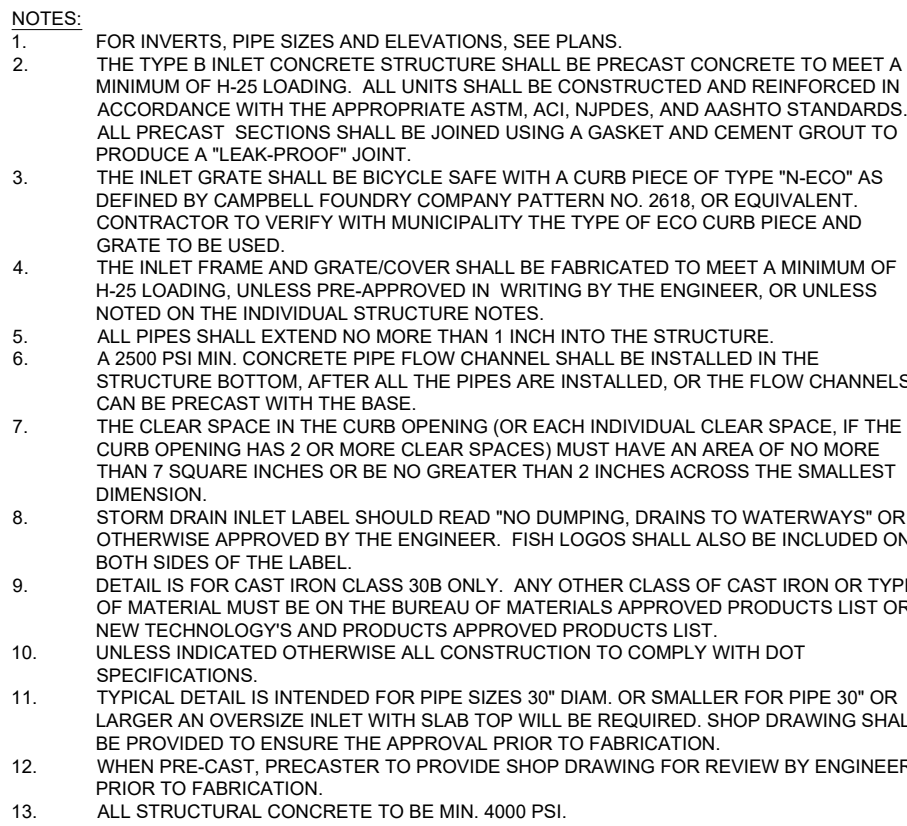 NOTES:
1. FOR INVERTS, PIPE SIZES AND ELEVATIONS, SEE PLANS.
2. THE TYPE B INLET CONCRETE STRUCTURE SHALL BE PRECAST CONCRETE TO MEET A
MINIMUM OF H-25 LOADING. ALL UNITS SHALL BE CONSTRUCTED AND REINFORCED IN
ACCORDANCE WITH THE APPROPRIATE ASTM, ACI, NJPDES, AND AASHTO STANDARDS.
ALL PRECAST SECTIONS SHALL BE JOINED USING A GASKET AND CEMENT GROUT TO
PRODUCE A "LEAK-PROOF" JOINT.
3. THE INLET GRATE SHALL BE BICYCLE SAFE WITH A CURB PIECE OF TYPE "N-ECO" AS
DEFINED BY CAMPBELL FOUNDRY COMPANY PATTERN NO. 2618, OR EQUIVALENT.
CONTRACTOR TO VERIFY WITH MUNICIPALITY THE TYPE OF ECO CURB PIECE AND
GRATE TO BE USED.
4. THE INLET FRAME AND GRATE/COVER SHALL BE FABRICATED TO MEET A MINIMUM OF
H-25 LOADING, UNLESS PRE-APPROVED IN WRITING BY THE ENGINEER, OR UNLESS
NOTED ON THE INDIVIDUAL STRUCTURE NOTES.
5. ALL PIPES SHALL EXTEND NO MORE THAN 1 INCH INTO THE STRUCTURE.
6. A 2500 PSI MIN. CONCRETE PIPE FLOW CHANNEL SHALL BE INSTALLED IN THE
STRUCTURE BOTTOM, AFTER ALL THE PIPES ARE INSTALLED, OR THE FLOW CHANNELS
CAN BE PRECAST WITH THE BASE.
7. THE CLEAR SPACE IN THE CURB OPENING (OR EACH INDIVIDUAL CLEAR SPACE, IF THE
CURB OPENING HAS 2 OR MORE CLEAR SPACES) MUST HAVE AN AREA OF NO MORE
THAN 7 SQUARE INCHES OR BE NO GREATER THAN 2 INCHES ACROSS THE SMALLEST
DIMENSION.
8. STORM DRAIN INLET LABEL SHOULD READ "NO DUMPING, DRAINS TO WATERWAYS" OR
OTHERWISE APPROVED BY THE ENGINEER. FISH LOGOS SHALL ALSO BE INCLUDED ON
BOTH SIDES OF THE LABEL.
9. DETAIL IS FOR CAST IRON CLASS 30B ONLY. ANY OTHER CLASS OF CAST IRON OR TYPE
OF MATERIAL MUST BE ON THE BUREAU OF MATERIALS APPROVED PRODUCTS LIST OR
NEW TECHNOLOGY'S AND PRODUCTS APPROVED PRODUCTS LIST.
10. UNLESS INDICATED OTHERWISE ALL CONSTRUCTION TO COMPLY WITH DOT
SPECIFICATIONS.
11. TYPICAL DETAIL IS INTENDED FOR PIPE SIZES 30" DIAM. OR SMALLER FOR PIPE 30" OR
LARGER AN OVERSIZE INLET WITH SLAB TOP WILL BE REQUIRED. SHOP DRAWING SHAL
BE PROVIDED TO ENSURE THE APPROVAL PRIOR TO FABRICATION.
12. WHEN PRE-CAST, PRECASTER TO PROVIDE SHOP DRAWING FOR REVIEW BY ENGINEER
PRIOR TO FABRICATION.
13. ALL STRUCTURAL CONCRETE TO BE MIN. 4000 PSI.